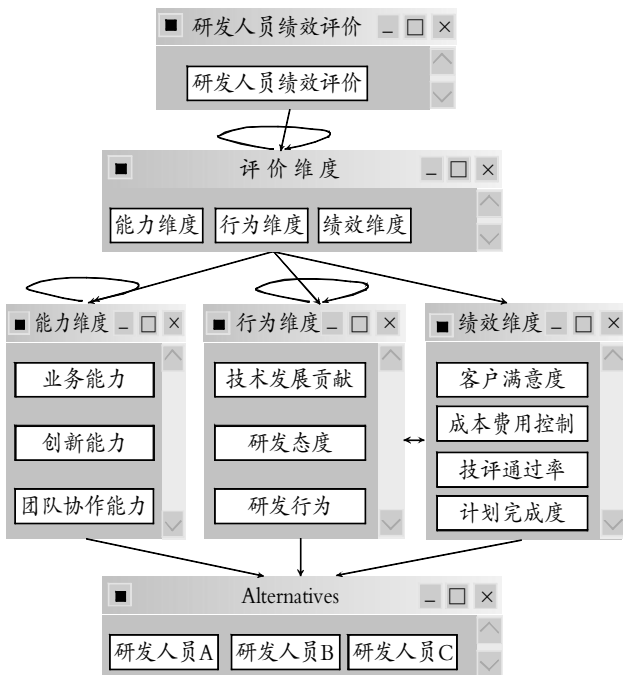 研发人员绩效评价
研发人员绩效评价
评价维度
能力维度 行为维度 绩效维度
能力维度
业务能力
创新能力
团队协作能力
行为维度
技术发展贡献
研发态度
研发行为
绩效维度
客户满意度
成本费用控制
技评通过率
计划完成度
Alternatives
研发人员A 研发人员B 研发人员C